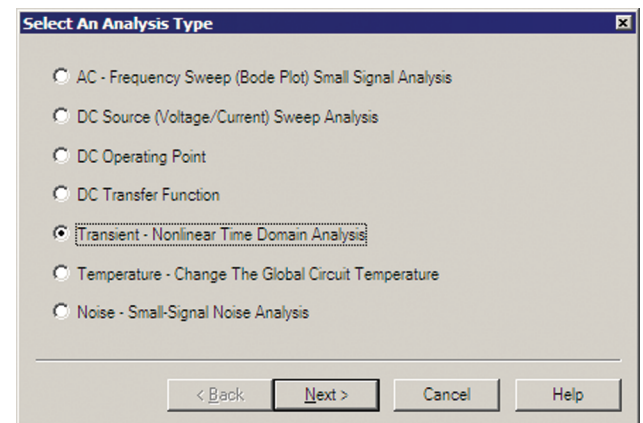 Select An Analysis Type
AC - Frequency Sweep (Bode Plot) Small Signal Analysis
DC Source (Voltage/Current) Sweep Analysis
DC Operating Point
DC Transfer Function
Transient - Nonlinear Time Domain Analysis
Temperature - Change The Global Circuit Temperature
Noise - Small-Signal Noise Analysis
< Back Next > Cancel Help